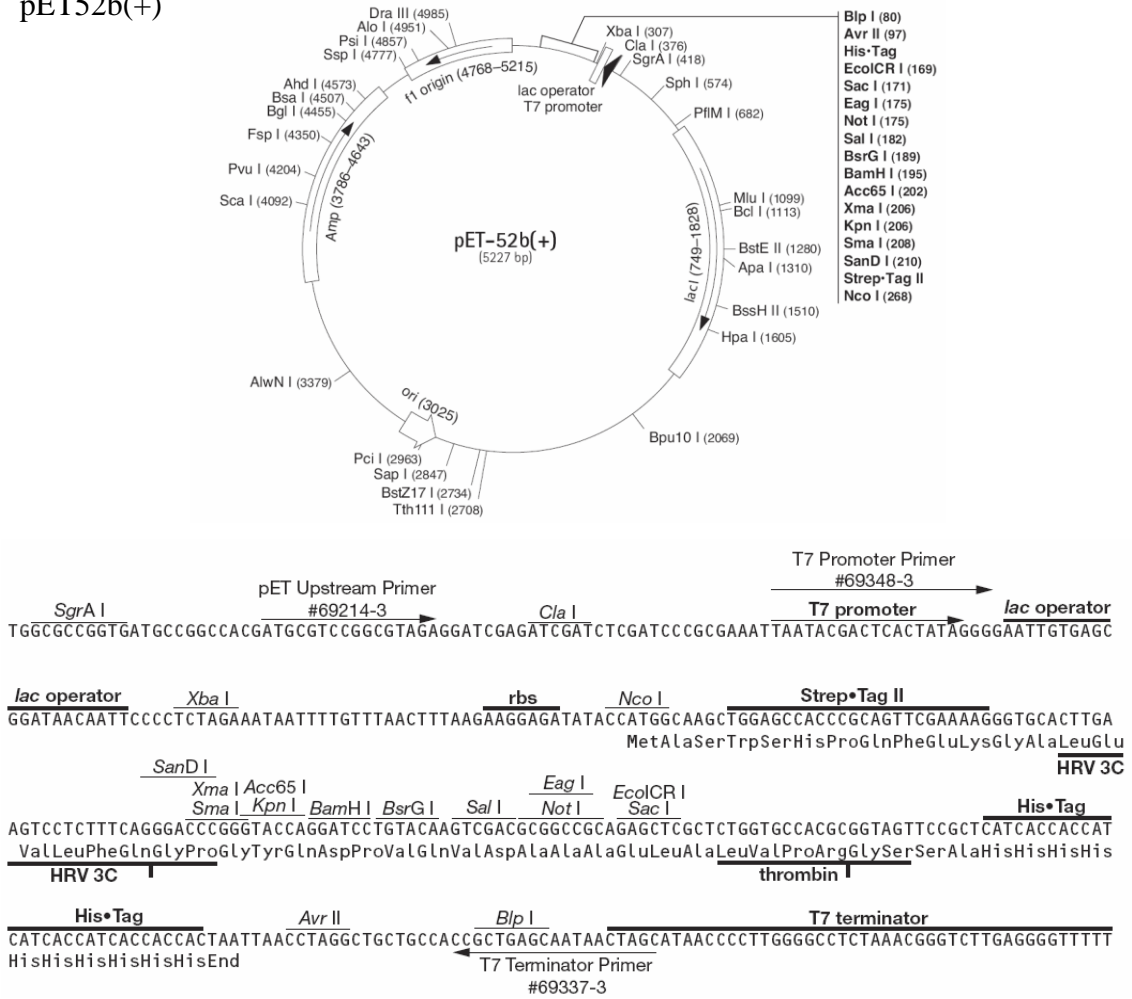 pET52b(+)
Dra III (4985)
Alo I (4951)
Psi I (4857)
Ssp I (4777)
Ahd I (4573)
Bsa I (4507)
Bgl I (4455)
Fsp I (4350)
Pvu I (4204)
Sca I (4092)
AlwN I (3379)
Pci I (2963)
Sap I (2847)
BstZ17 I (2734)
Tth111 I (2708)
f1 origin (4768–5215)
Amp (3786–4643)
ori (3025)
lac operator
T7 promoter
pET–52b(+)
(5227 bp)
lacI (749–1828)
Xba I (307)
Cla I (376)
SgrA I (418)
Sph I (574)
PflM I (682)
Mlu I (1099)
Bcl I (1113)
BstE II (1280)
Apa I (1310)
BssH II (1510)
Hpa I (1605)
Bpu10 I (2069)
Blp I (80)
Avr II (97)
His•Tag
EcoICR I (169)
Sac I (171)
Eag I (175)
Not I (175)
Sal I (182)
BsrG I (189)
BamH I (195)
Acc65 I (202)
Xma I (206)
Kpn I (206)
Sma I (208)
SanD I (210)
Strep•Tag II
Nco I (268)
T7 Promoter Primer
pET Upstream Primer #69348-3
SgrA I #69214-3 Cla I T7 promoter lac operator
TGGCGCCGGTGATGCCGGCCACGATGCGTCCGGCGTAGAGGATCGAGATCGATCTCGATCCCGCGAAATTAATACGACTCACTATAGGGGAATTGTGAGC
lac operator Xba I rbs Nco I Strep•Tag II
GGATAACAATTCCCCTCTAGAAATAATTTTGTTTAACTTTAAGAAGGAGATATACCATGGCAAGCTGGAGCCACCCGCAGTTCGAAAAGGGTGCACTTGA
MetAlaSerTrpSerHisProGlnPheGluLysGlyAlaLeuGlu
HRV 3C
SanD I
Xma I Acc65 I Eag I EcoICR I
Sma I Kpn I BamH I BsrG I Sal I Not I Sac I His•Tag
AGTCCTCTTTCAGGGACCCGGGTACCAGGATCCTGTACAAGTCGACGCGGCCGCAGAGCTCGCTCTGGTGCCACGCGGTAGTTCCGCTCATCACCACCAT
ValLeuPheGlnGlyProGlyTyrGlnAspProValGlnValAspAlaAlaAlaGluLeuAlaLeuValProArgGlySerSerAlaHisHisHisHis
HRV 3C thrombin
His•Tag Avr II Blp I T7 terminator
CATCACCATCACCACCACTAATTAACCTAGGCTGCTGCCACCGCTGAGCAATAACTAGCATAACCCCTTGGGGCCTCTAAACGGGTCTTGAGGGGTTTTT
HisHisHisHisHisHisEnd
T7 Terminator Primer
#69337-3